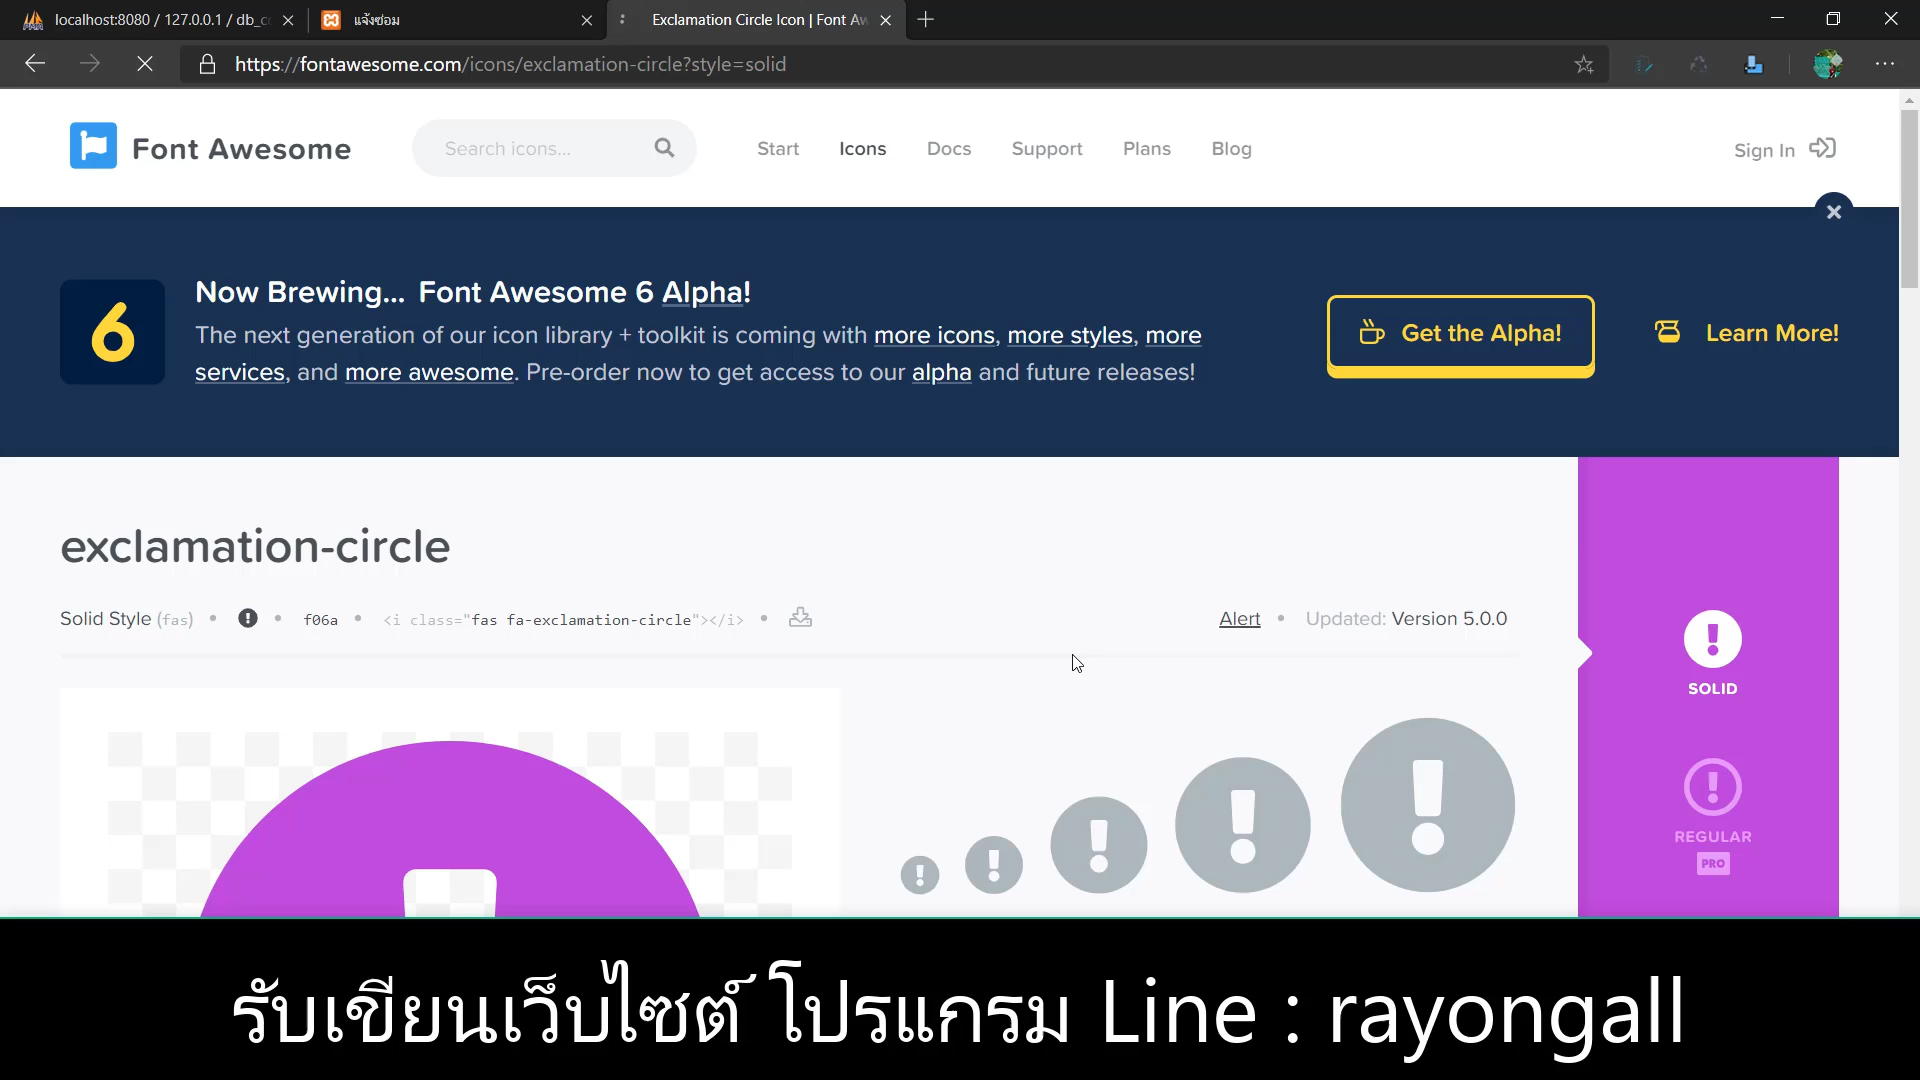 localhost:8080 / 127.0.0.1 / db_c
แจ้งซ่อม
Exclamation Circle Icon | Font Aw
https://fontawesome.com/icons/exclamation-circle?style=solid
Font Awesome
Search icons...
Start
Icons
Docs
Support
Plans
Blog
Sign In
6
Now Brewing... Font Awesome 6 Alpha!
The next generation of our icon library + toolkit is coming with more icons, more styles, more
services, and more awesome. Pre-order now to get access to our alpha and future releases!
Get the Alpha!
Learn More!
exclamation-circle
Solid Style (fas)
f06a
<i class="fas fa-exclamation-circle"></i>
Alert
Updated: Version 5.0.0
SOLID
REGULAR
PRO
รับเขียนเว็บไซต์ โปรแกรม Line : rayongall